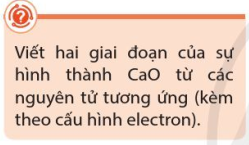 Viết hai giai đoạn của sự
hình thành CaO từ các
nguyên tử tương ứng (kèm
theo cấu hình electron).